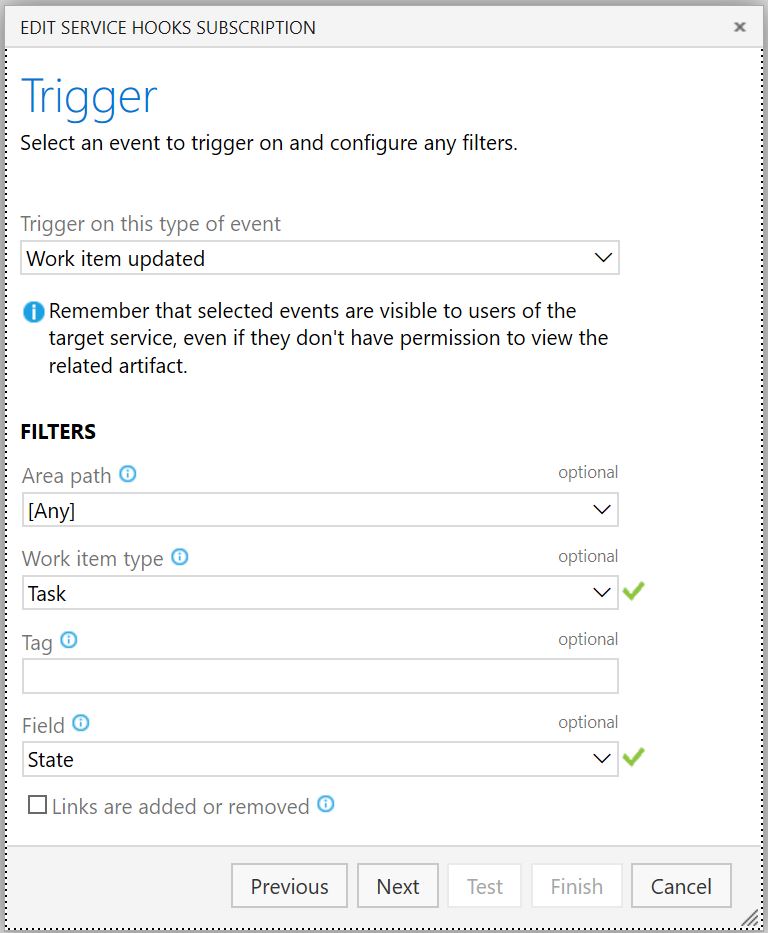 EDIT SERVICE HOOKS SUBSCRIPTION
Trigger
Select an event to trigger on and configure any filters.
Trigger on this type of event
Work item updated
Remember that selected events are visible to users of the
target service, even if they don't have permission to view the
related artifact.
FILTERS
Area path optional
[Any]
Work item type optional
Task
Tag optional
Field optional
State
Links are added or removed
Previous Next Test Finish Cancel